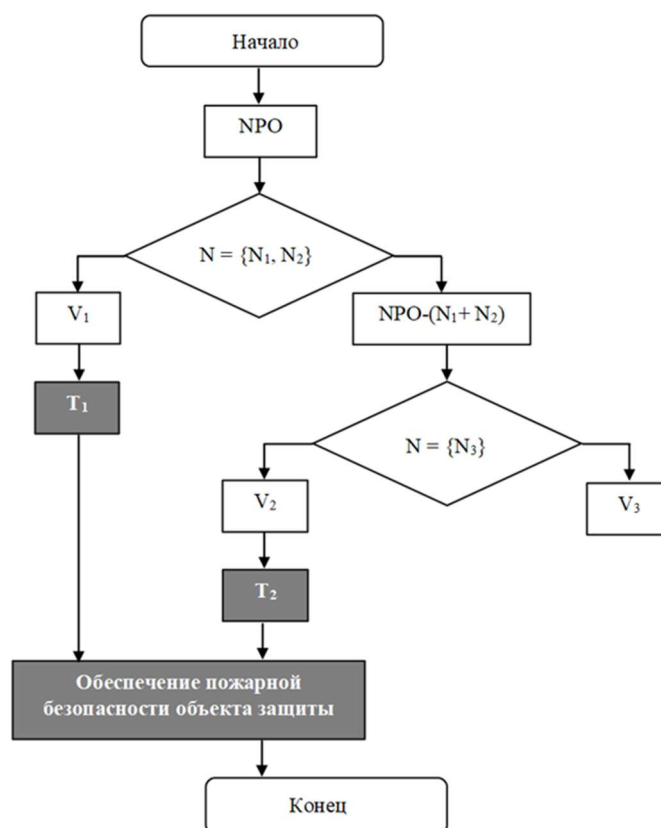 Начало
NPO
N = {N₁, N₂}
V₁
NPO-(N₁+ N₂)
T₁
N = {N₃}
V₂
V₃
T₂
Обеспечение пожарной
безопасности объекта защиты
Конец